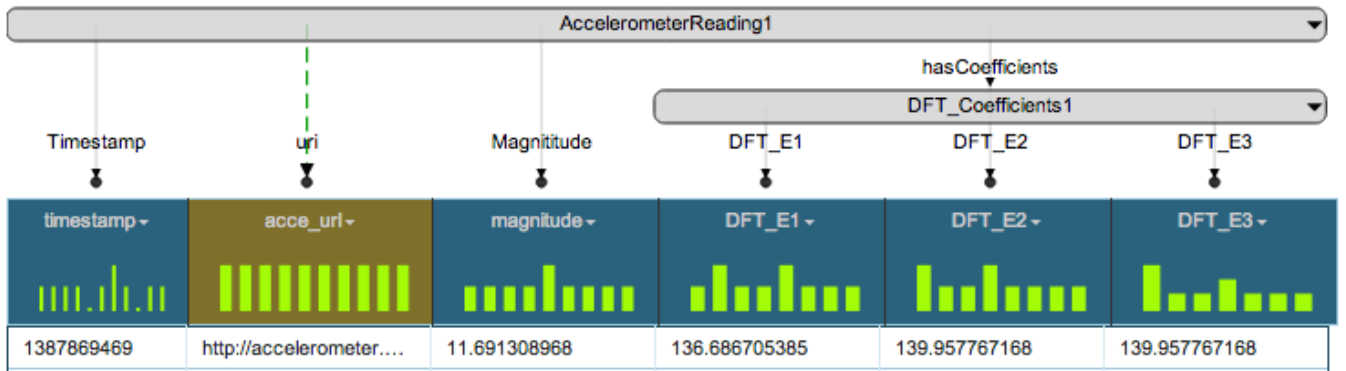 AccelerometerReading1
hasCoefficients
DFT_Coefficients1
Timestamp uri Magnititude DFT_E1 DFT_E2 DFT_E3
timestamp acce_url magnitude DFT_E1 DFT_E2 DFT_E3
1387869469 http://accelerometer.... 11.691308968 136.686705385 139.957767168 139.957767168